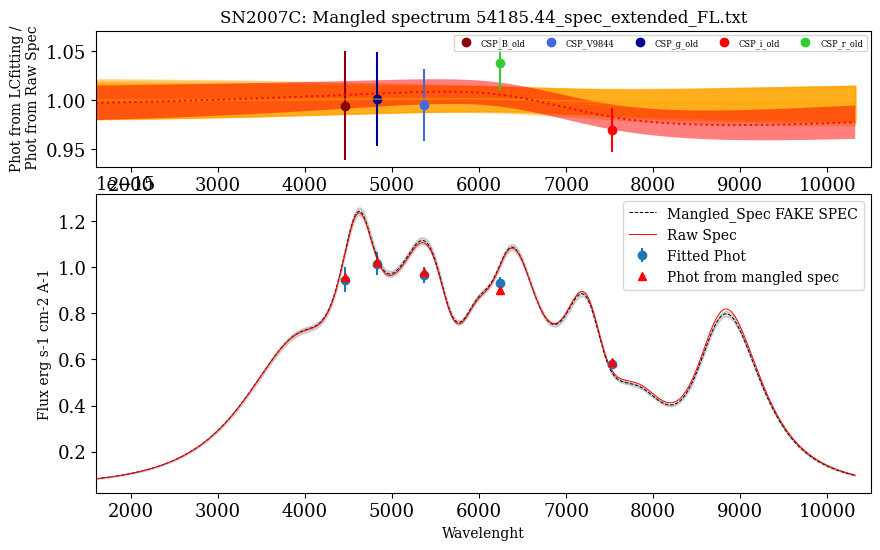 SN2007C: Mangled spectrum 54185.44_spec_extended_FL.txt
Phot from LCfitting /
Phot from Raw Spec
CSP_B_old CSP_V9844 CSP_g_old CSP_i_old CSP_r_old
1.05
1.00
0.95
2000 3000 4000 5000 6000 7000 8000 9000 10000
1e−15
Mangled_Spec FAKE SPEC
Raw Spec
Fitted Phot
Phot from mangled spec
Flux erg s-1 cm-2 A-1
1.2
1.0
0.8
0.6
0.4
0.2
2000 3000 4000 5000 6000 7000 8000 9000 10000
Wavelenght